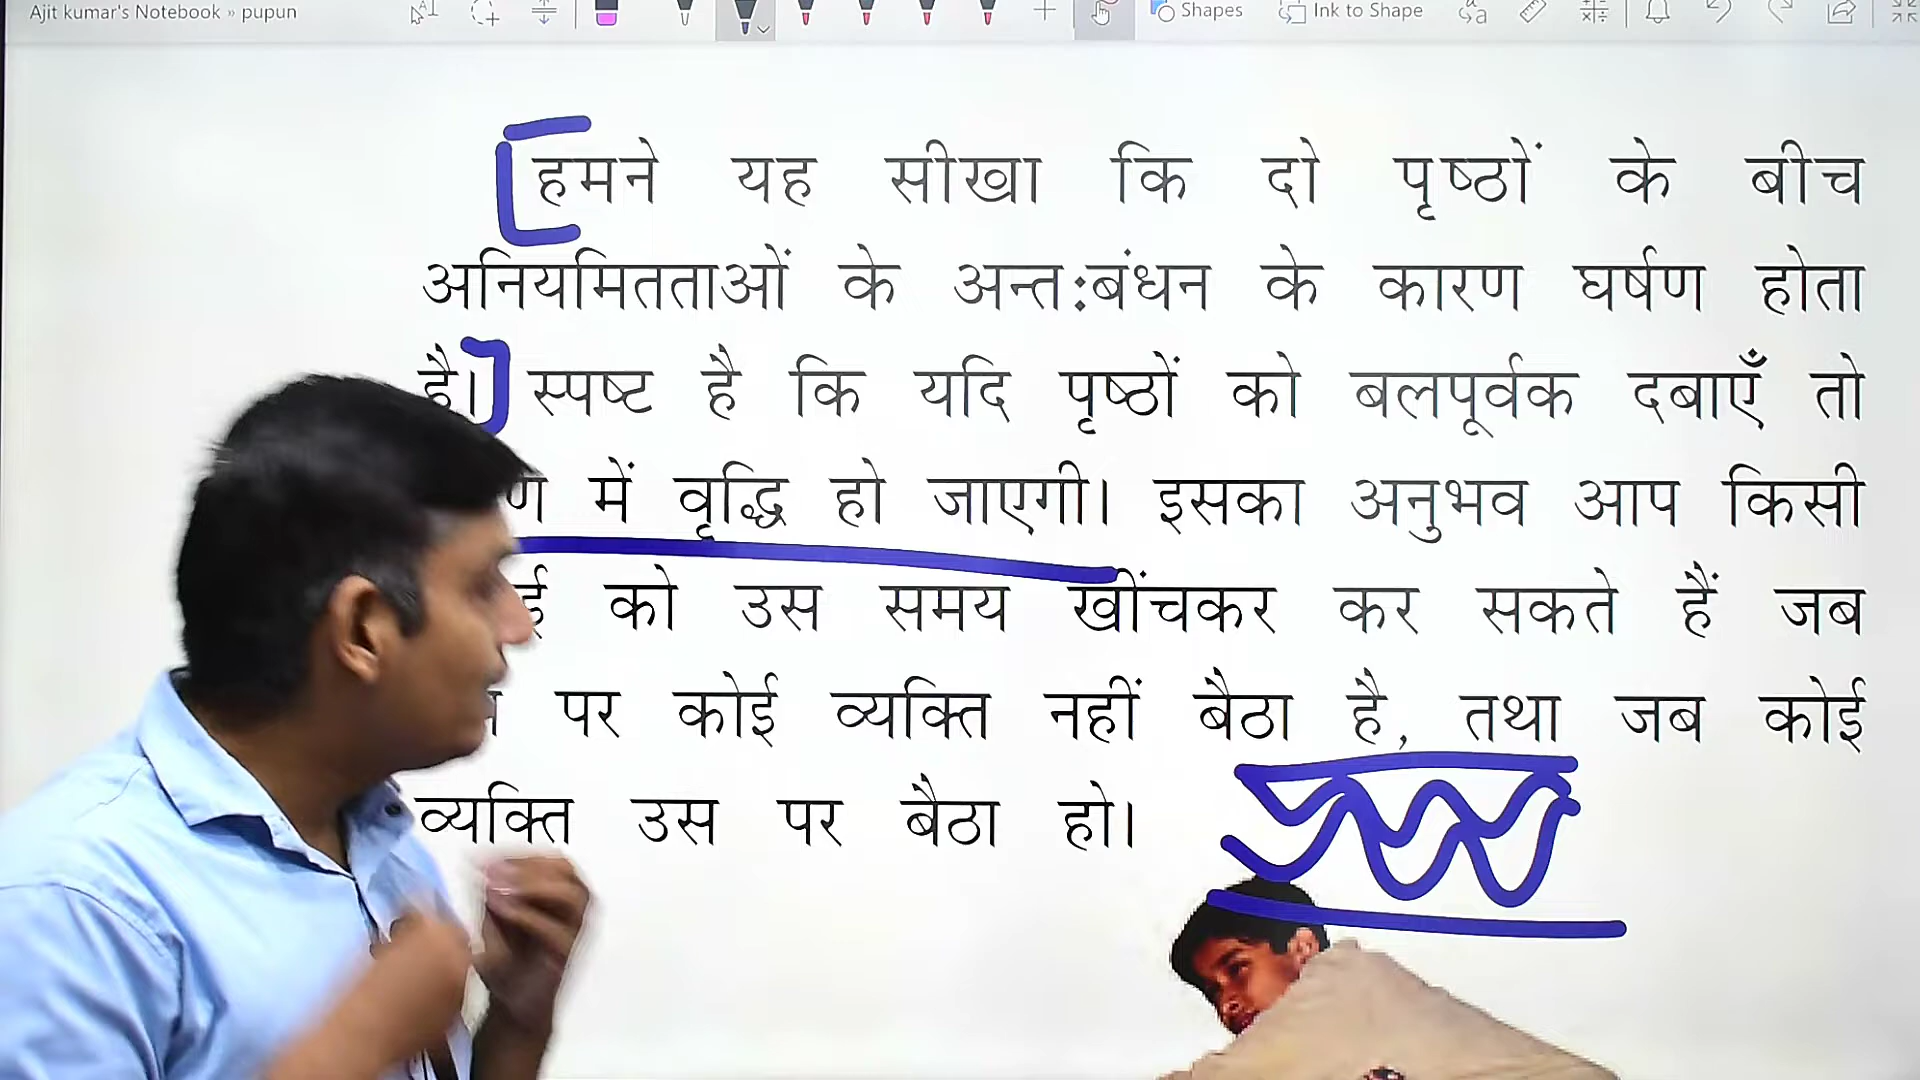 Ajit kumar's Notebook » pupun
Shapes Ink to Shape
हमने यह सीखा कि दो पृष्ठों के बीच
अनियमितताओं के अन्त:बंधन के कारण घर्षण होता
है। स्पष्ट है कि यदि पृष्ठों को बलपूर्वक दबाएँ तो
में वृद्धि हो जाएगी। इसका अनुभव आप किसी
को उस समय खींचकर कर सकते हैं जब
पर कोई व्यक्ति नहीं बैठा है, तथा जब कोई
व्यक्ति उस पर बैठा हो।